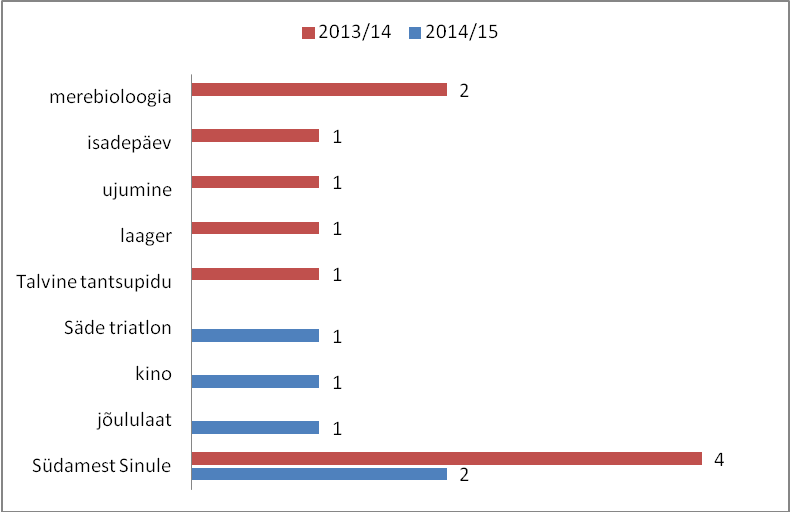 2013/14 2014/15
merebioloogia 2
isadepäev 1
ujumine 1
laager 1
Talvine tantsupidu 1
Säde triatlon 1
kino 1
jõululaat 1
Südamest Sinule 4
2